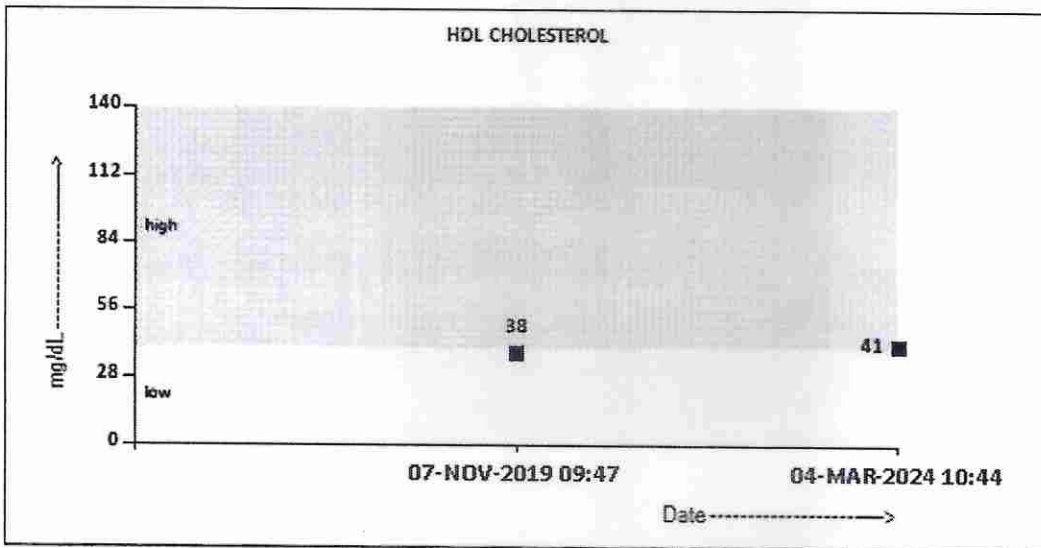 HDL CHOLESTEROL
140
112
high
84
56
38
41
28
low
0
mg/dL
07-NOV-2019 09:47
04-MAR-2024 10:44
Date